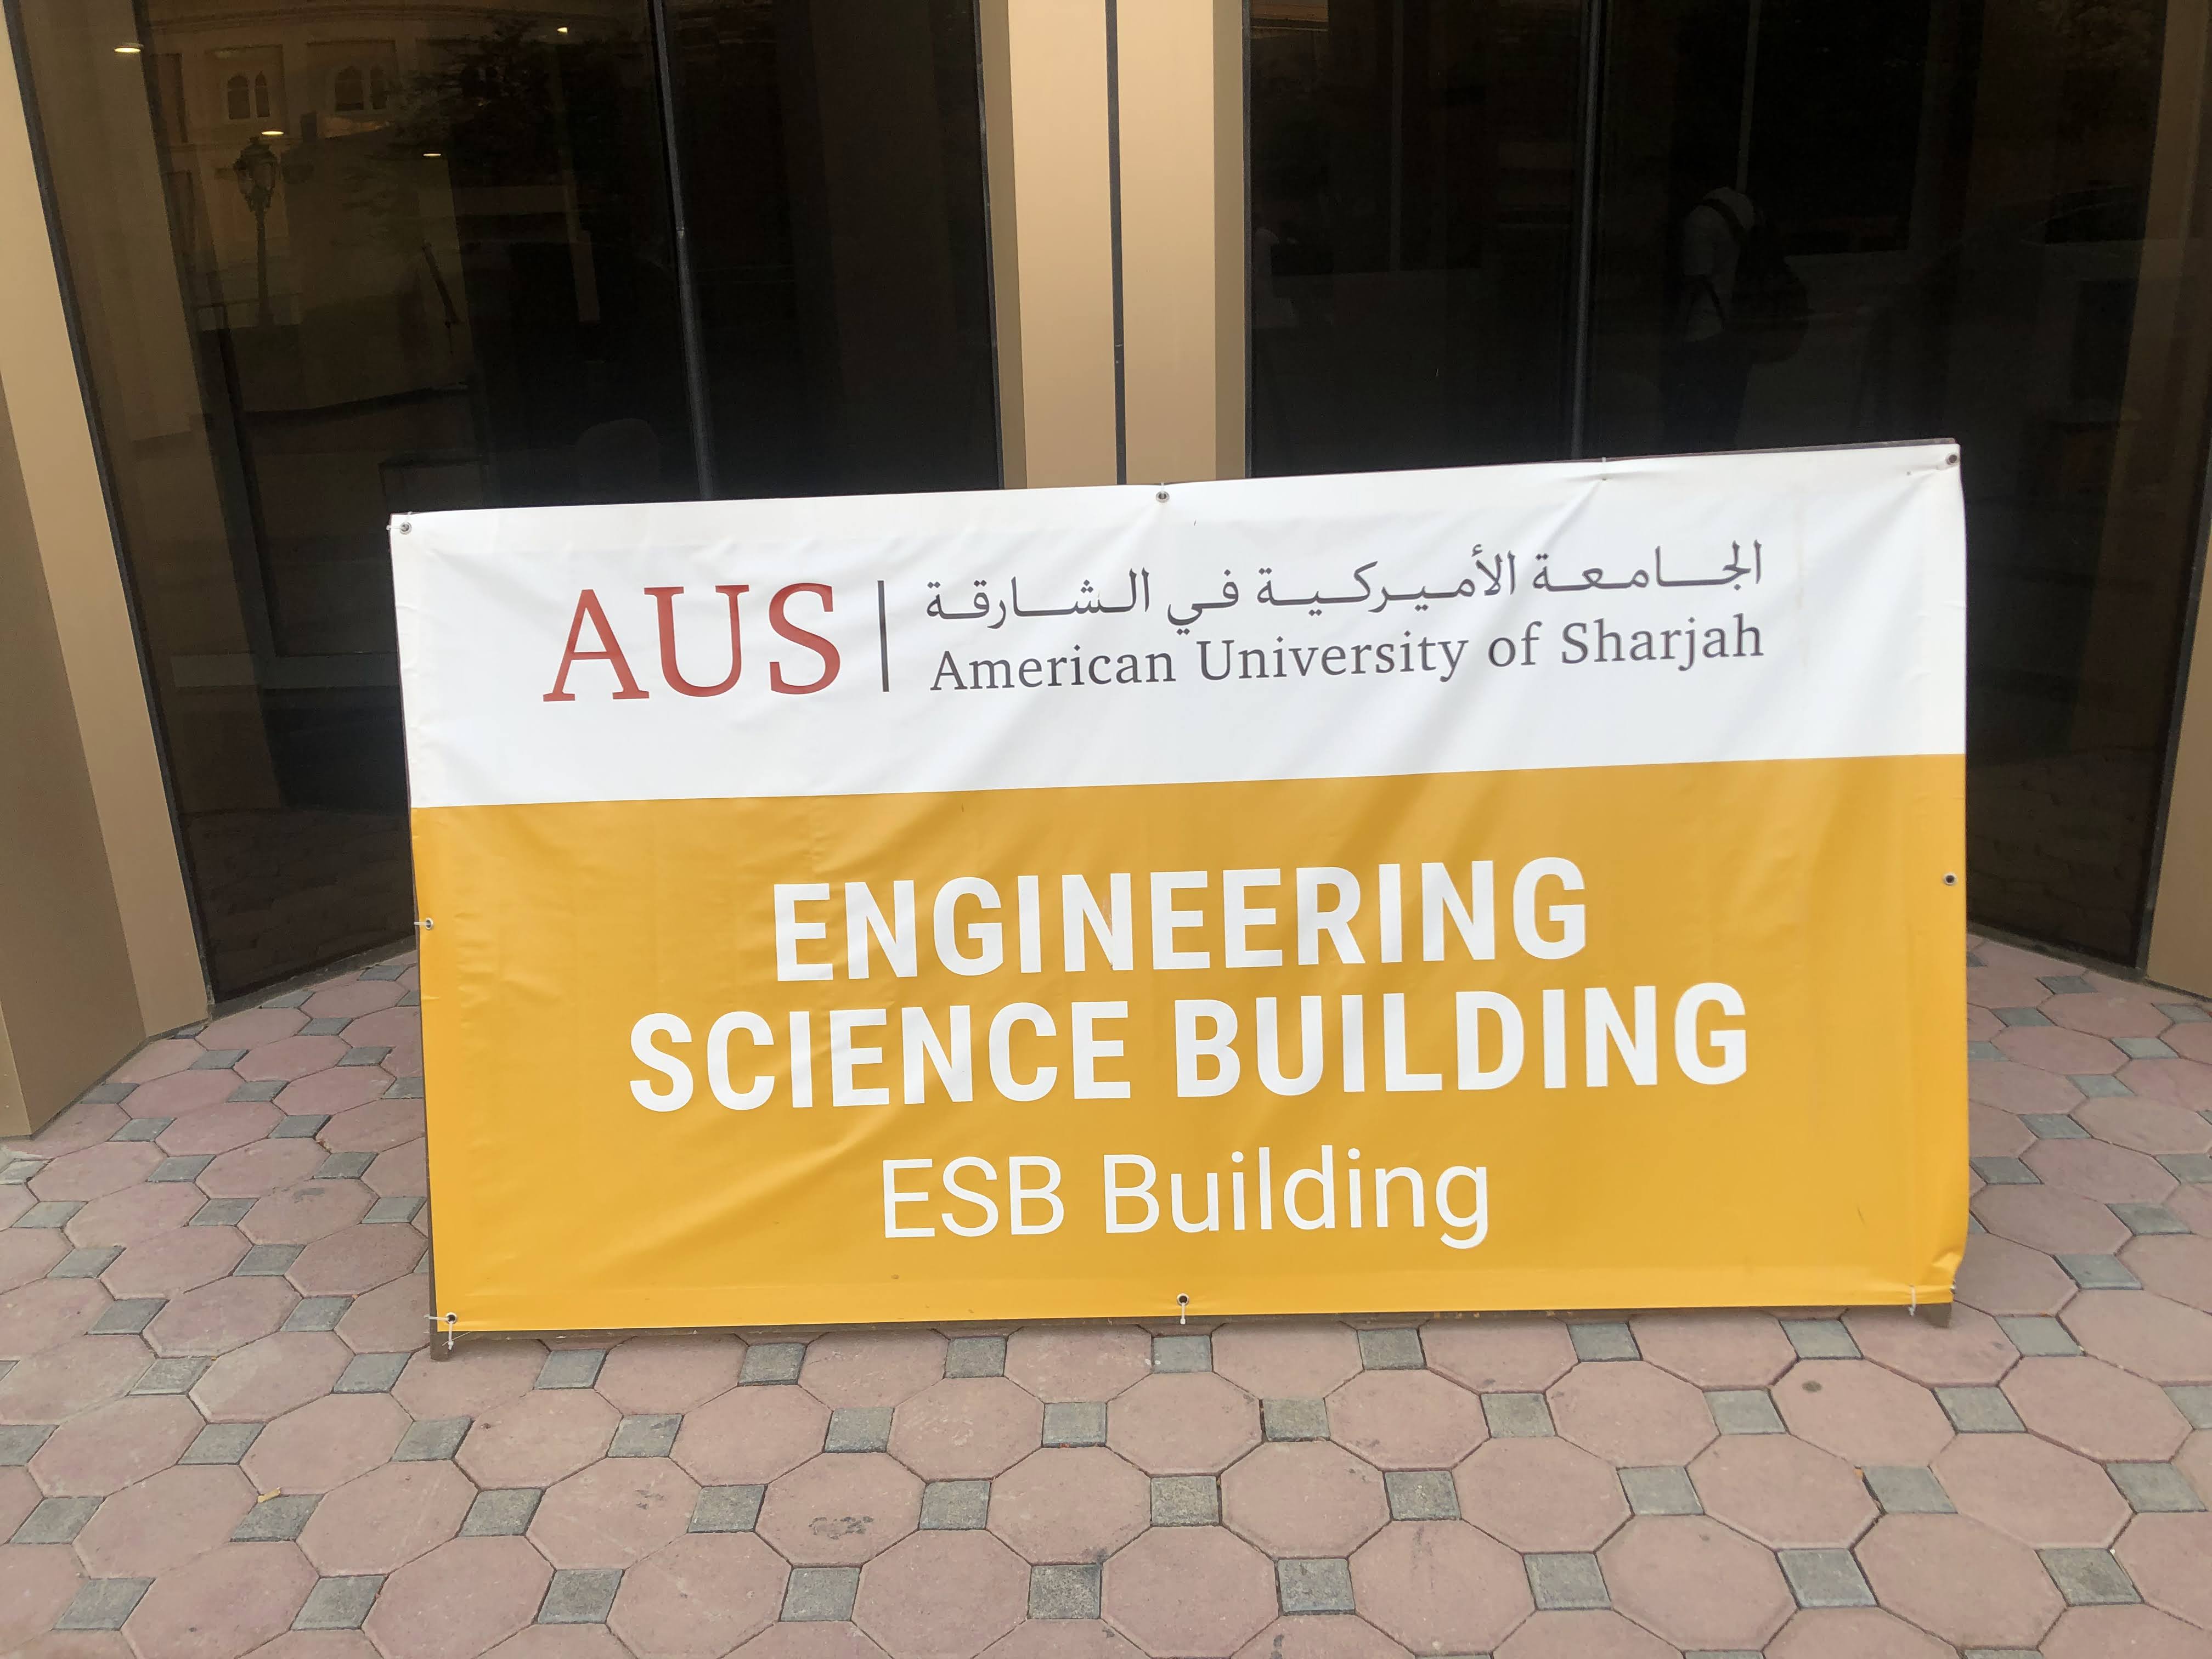 AUS
الجامعة الأميركية في الشارقة
American University of Sharjah
ENGINEERING
SCIENCE BUILDING
ESB Building